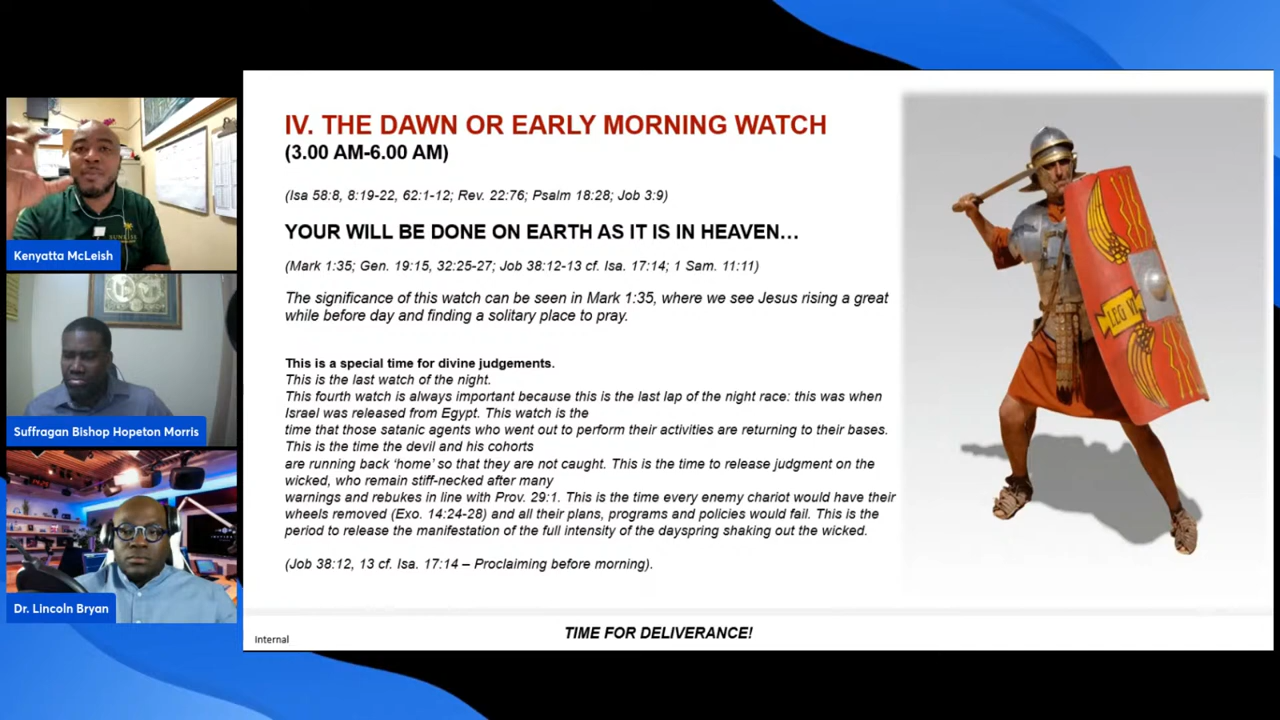 Kenyatta McLeish
Suffragan Bishop Hopeton Morris
Dr. Lincoln Bryan
IV. THE DAWN OR EARLY MORNING WATCH
(3.00 AM-6.00 AM)
(Isa 58:8, 8:19-22, 62:1-12; Rev. 22:76; Psalm 18:28; Job 3:9)
YOUR WILL BE DONE ON EARTH AS IT IS IN HEAVEN…
(Mark 1:35; Gen. 19:15, 32:25-27; Job 38:12-13 cf. Isa. 17:14; 1 Sam. 11:11)
The significance of this watch can be seen in Mark 1:35, where we see Jesus rising a great
while before day and finding a solitary place to pray.
This is a special time for divine judgements.
This is the last watch of the night.
This fourth watch is always important because this is the last lap of the night race: this was when
Israel was released from Egypt. This watch is the
time that those satanic agents who went out to perform their activities are returning to their bases.
This is the time the devil and his cohorts
are running back ‘home’ so that they are not caught. This is the time to release judgment on the
wicked, who remain stiff-necked after many
warnings and rebukes in line with Prov. 29:1. This is the time every enemy chariot would have their
wheels removed (Exo. 14:24-28) and all their plans, programs and policies would fail. This is the
period to release the manifestation of the full intensity of the dayspring shaking out the wicked.
(Job 38:12, 13 cf. Isa. 17:14 – Proclaiming before morning).
LEG VI
Internal
TIME FOR DELIVERANCE!